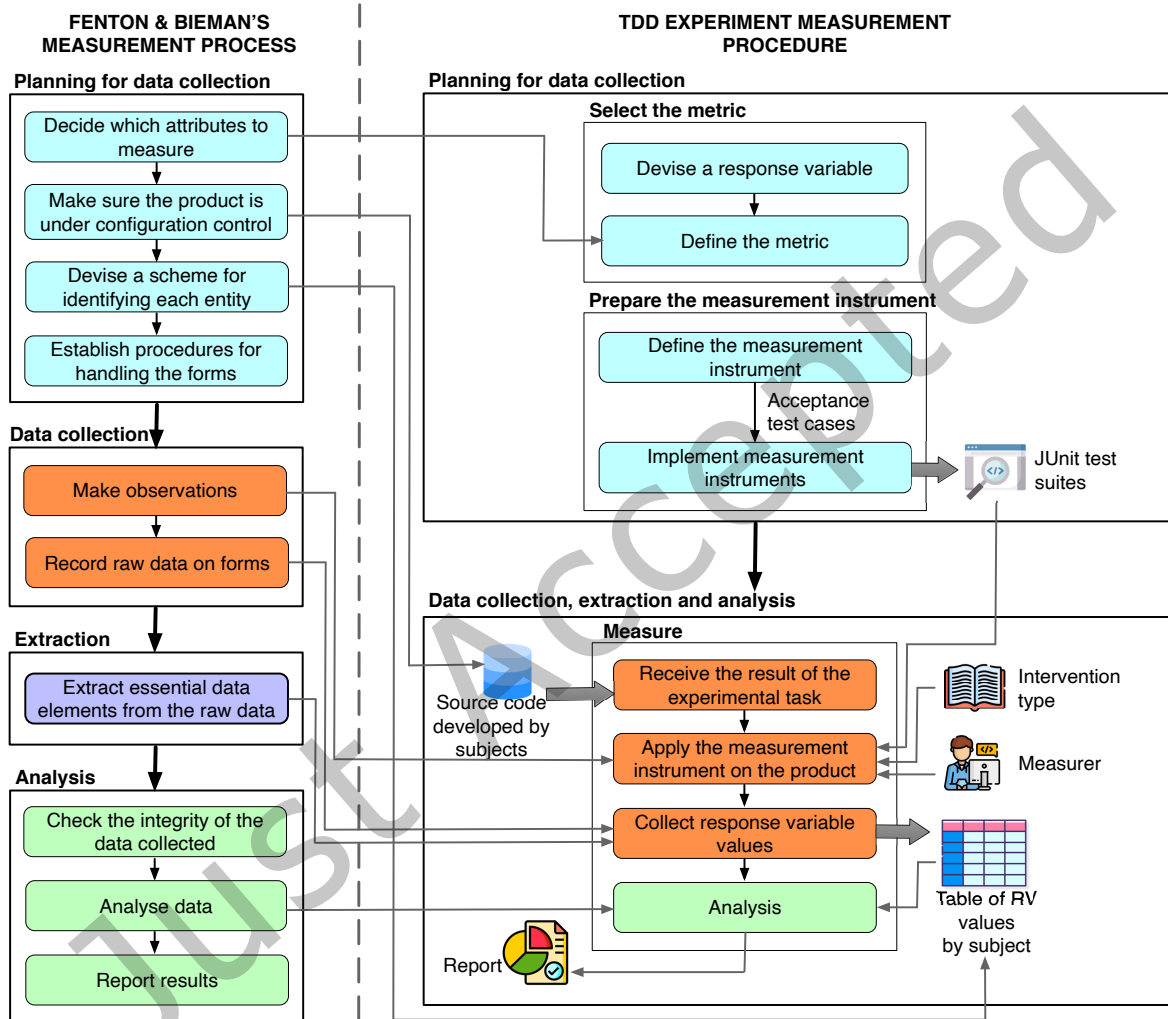 FENTON & BIEMAN'S
MEASUREMENT PROCESS
Planning for data collection
Decide which attributes to
measure
Make sure the product is
under configuration control
Devise a scheme for
identifying each entity
Establish procedures for
handling the forms
Data collection
Make observations
Record raw data on forms
Extraction
Extract essential data
elements from the raw data
Analysis
Check the integrity of the
data collected
Analyse data
Report results
TDD EXPERIMENT MEASUREMENT
PROCEDURE
Planning for data collection
Select the metric
Devise a response variable
Define the metric
Prepare the measurement instrument
Define the measurement
instrument
Acceptance
test cases
Implement measurement
instruments
JUnit test
suites
Data collection, extraction and analysis
Measure
Source code
developed by
subjects
Receive the result of the
experimental task
Apply the measurement
instrument on the product
Collect response variable
values
Analysis
Intervention
type
Measurer
Table of RV
values
by subject
Report
Just Accepted